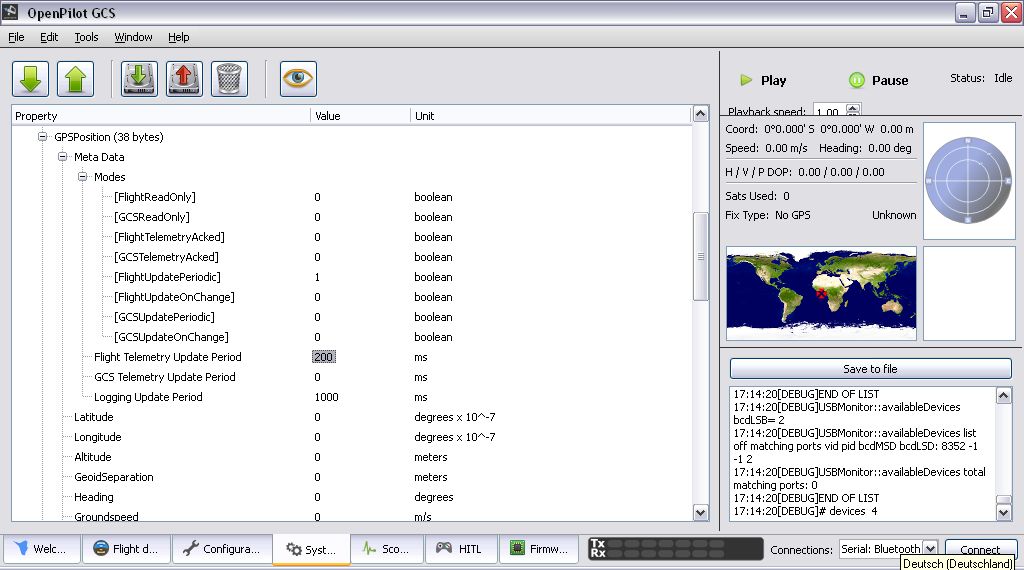 OpenPilot GCS
File Edit Tools Window Help
Property Value Unit
GPSPosition (38 bytes)
Meta Data
Modes
[FlightReadOnly] 0 boolean
[GCSReadOnly] 0 boolean
[FlightTelemetryAcked] 0 boolean
[GCSTelemetryAcked] 0 boolean
[FlightUpdatePeriodic] 1 boolean
[FlightUpdateOnChange] 0 boolean
[GCSUpdatePeriodic] 0 boolean
[GCSUpdateOnChange] 0 boolean
Flight Telemetry Update Period 200 ms
GCS Telemetry Update Period 0 ms
Logging Update Period 1000 ms
Latitude 0 degrees x 10^-7
Longitude 0 degrees x 10^-7
Altitude 0 meters
GeoidSeparation 0 meters
Heading 0 degrees
Groundspeed 0 m/s
Play Pause Status: Idle
Playback speed: 1.00
Coord: 0°0.000' S 0°0.000' W 0.00 m
Speed: 0.00 m/s Heading: 0.00 deg
H / V / P DOP: 0.00 / 0.00 / 0.00
Sats Used: 0
Fix Type: No GPS Unknown
Save to file
17:14:20[DEBUG]END OF LIST
17:14:20[DEBUG]USBMonitor::availableDevices
bcdLSB= 2
17:14:20[DEBUG]USBMonitor::availableDevices list
off matching ports vid pid bcdMSD bcdLSD: 8352 -1
-1 2
17:14:20[DEBUG]USBMonitor::availableDevices total
matching ports: 0
17:14:20[DEBUG]END OF LIST
17:14:20[DEBUG]# devices 4
Welc... Flight d... Configura... Syst... Sco... HITL Firmw...
Tx
Rx
Connections: Serial: Bluetooth Connect
Deutsch (Deutschland)